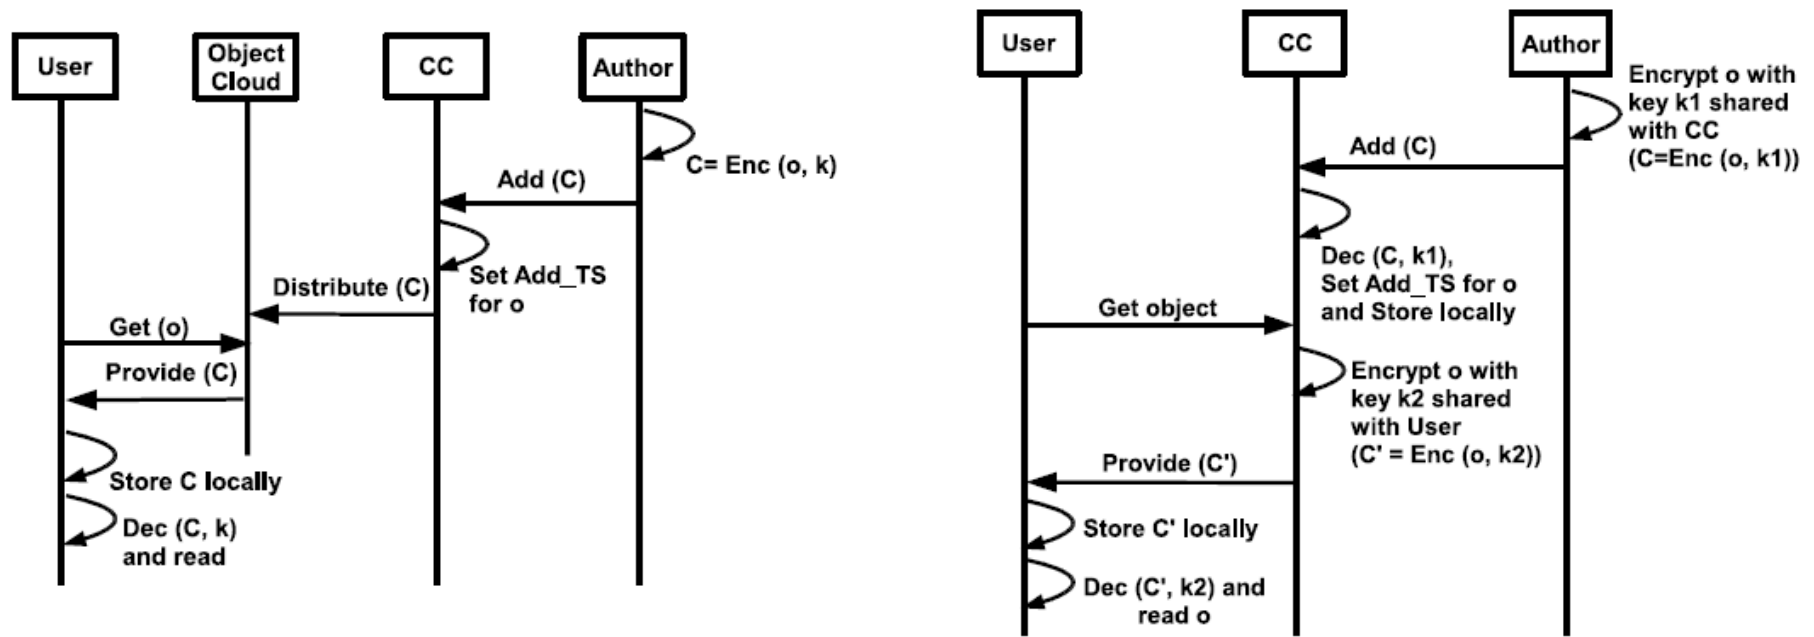 User
Object
Cloud
CC
Author
C= Enc (o, k)
Add (C)
Set Add_TS
for o
Distribute (C)
Get (o)
Provide (C)
Store C locally
Dec (C, k)
and read
User
CC
Author
Encrypt o with
key k1 shared
with CC
(C=Enc (o, k1))
Add (C)
Dec (C, k1),
Set Add_TS for o
and Store locally
Get object
Encrypt o with
key k2 shared
with User
(C' = Enc (o, k2))
Provide (C')
Store C' locally
Dec (C', k2) and
read o